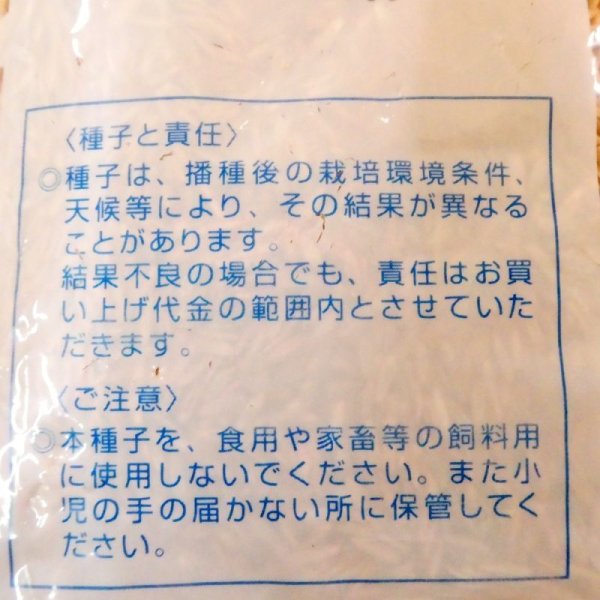 〈種子と責任〉
◎種子は、播種後の栽培環境条件、
天候等により、その結果が異なる
ことがあります。
結果不良の場合でも、責任はお買
い上げ代金の範囲内とさせていた
だきます。
〈ご注意〉
◎本種子を、食用や家畜等の飼料用
に使用しないでください。また小
児の手の届かない所に保管してく
ださい。